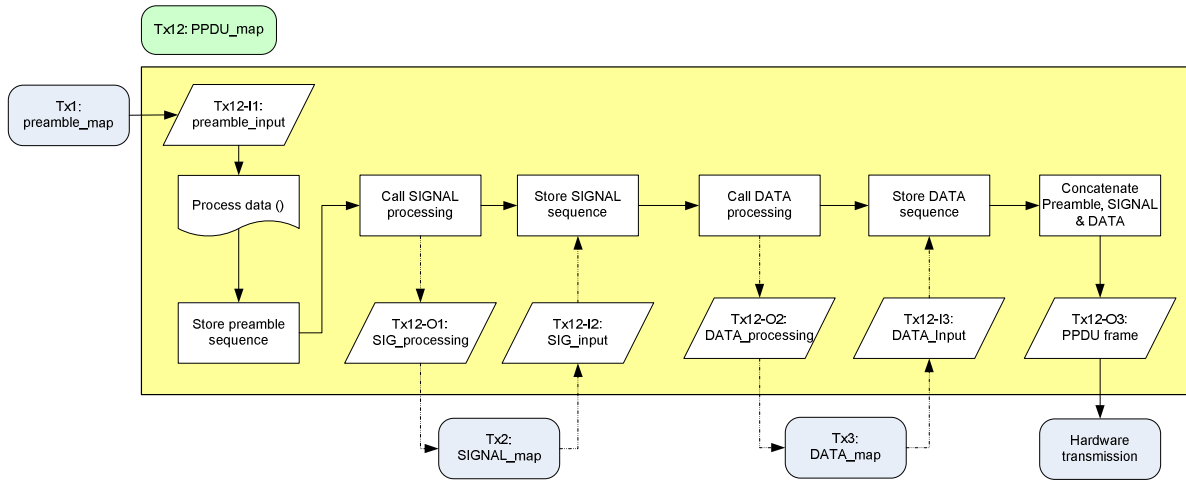 Tx12: PPDU_map
Tx1:
preamble_map
Tx12-I1:
preamble_input
Process data ()
Store preamble
sequence
Call SIGNAL
processing
Store SIGNAL
sequence
Call DATA
processing
Store DATA
sequence
Concatenate
Preamble, SIGNAL
& DATA
Tx12-O1:
SIG_processing
Tx12-I2:
SIG_input
Tx12-O2:
DATA_processing
Tx12-I3:
DATA_Input
Tx12-O3:
PPDU frame
Tx2:
SIGNAL_map
Tx3:
DATA_map
Hardware
transmission